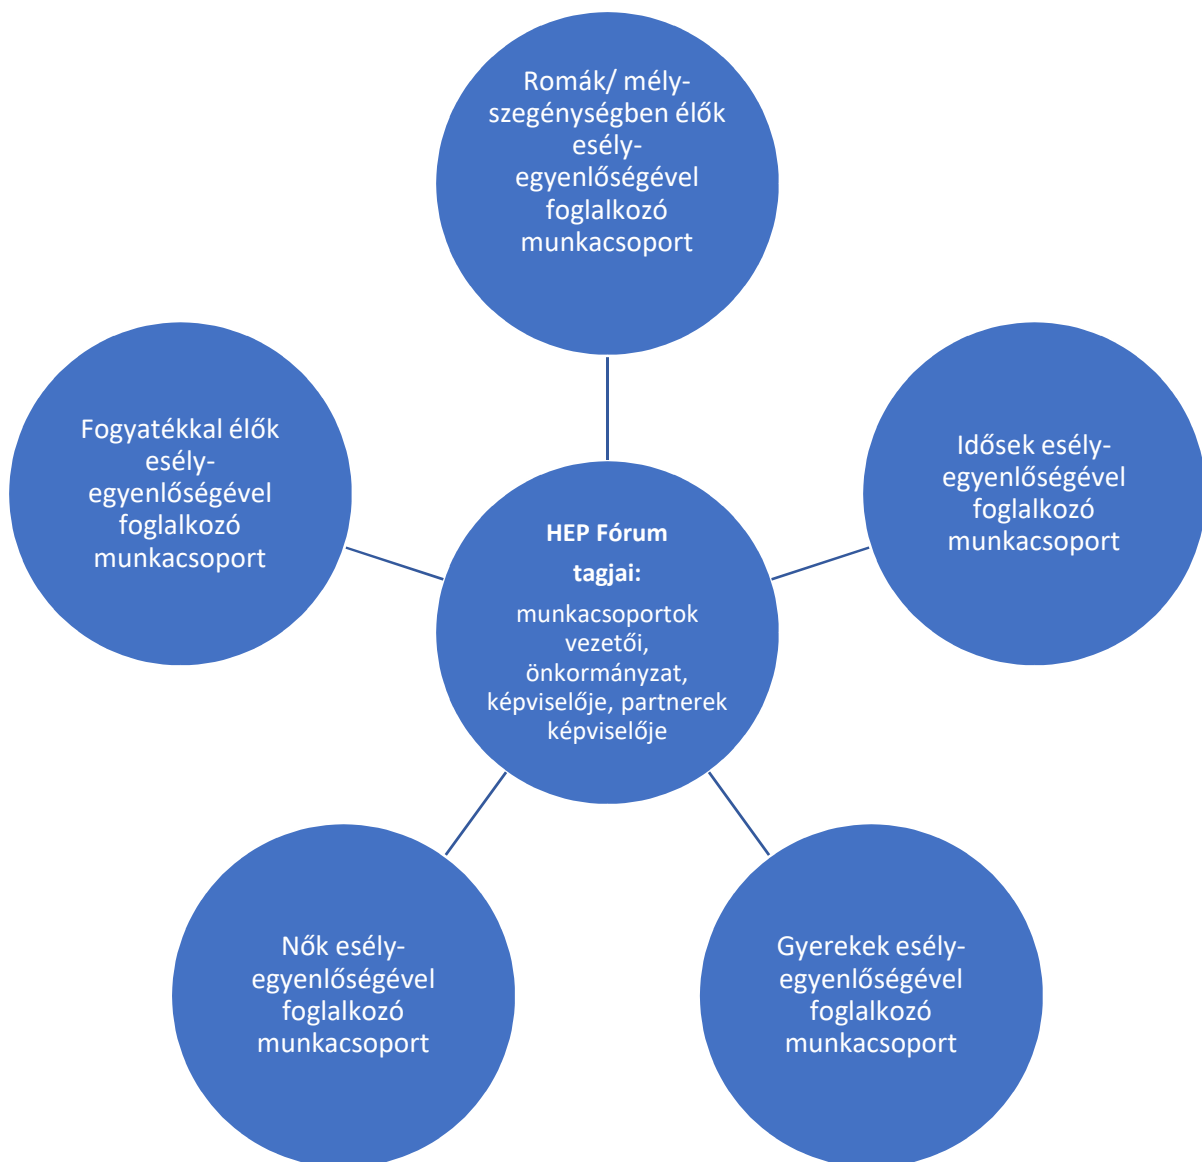 Romák/ mély-
szegénységben élők
esély-
egyenlőségével
foglalkozó
munkacsoport
Fogyatékkal élők
esély-
egyenlőségével
foglalkozó
munkacsoport
Idősek esély-
egyenlőségével
foglalkozó
munkacsoport
HEP Fórum
tagjai:
munkacsoportok
vezetői,
önkormányzat,
képviselője, partnerek
képviselője
Nők esély-
egyenlőségével
foglalkozó
munkacsoport
Gyerekek esély-
egyenlőségével
foglalkozó
munkacsoport